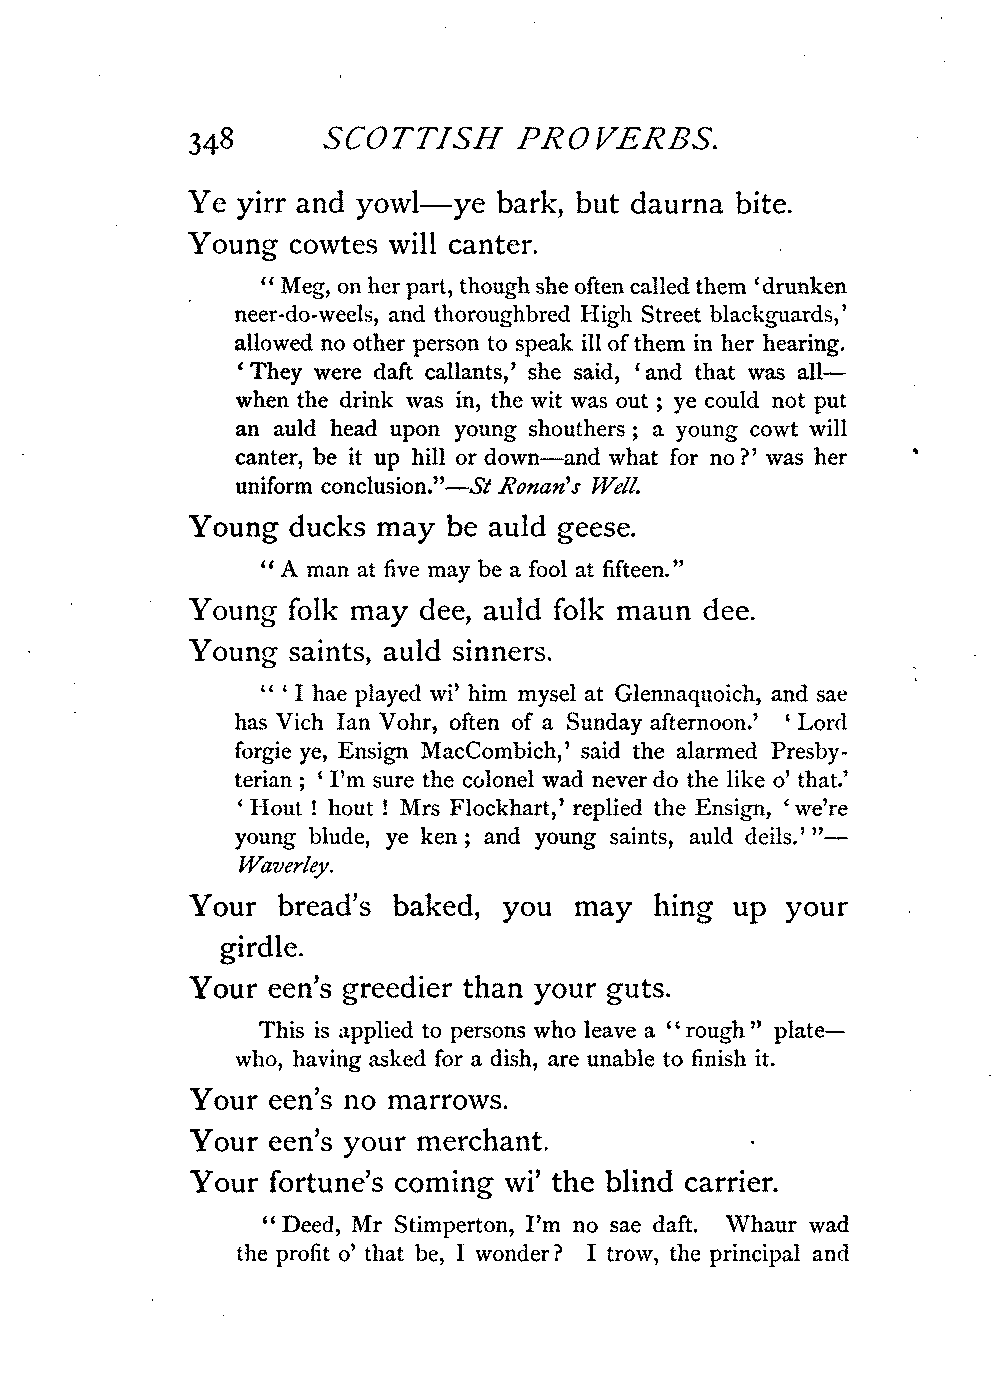 348 SCOTTISH PROVERBS.
Ye yirr and yowl—ye bark, but daurna bite.
Young cowtes will canter.
“Meg, on her part, though she often called them ‘drunken
neer-do-weels, and thoroughbred High Street blackguards,’
allowed no other person to speak ill of them in her hearing.
‘They were daft callants,’ she said, ‘and that was all—
when the drink was in, the wit was out ; ye could not put
an auld head upon young shouthers ; a young cowt will
canter, be it up hill or down—and what for no?’ was her
uniform conclusion.”—St Ronan's Well.
Young ducks may be auld geese.
“A man at five may be a fool at fifteen.”
Young folk may dee, auld folk maun dee.
Young saints, auld sinners.
“‘I hae played wi’ him mysel at Glennaquoich, and sae
has Vich Ian Vohr, often of a Sunday afternoon.’ ‘Lord
forgie ye, Ensign MacCombich,’ said the alarmed Presby-
terian ; ‘I’m sure the colonel wad never do the like o’ that.’
‘Hout ! hout ! Mrs Flockhart,’ replied the Ensign, ‘we’re
young blude, ye ken ; and young saints, auld deils.’”—
Waverley.
Your bread’s baked, you may hing up your
girdle.
Your een’s greedier than your guts.
This is applied to persons who leave a “rough” plate—
who, having asked for a dish, are unable to finish it.
Your een’s no marrows.
Your een’s your merchant.
Your fortune’s coming wi’ the blind carrier.
“Deed, Mr Stimperton, I’m no sae daft. Whaur wad
the profit o’ that be, I wonder? I trow, the principal and